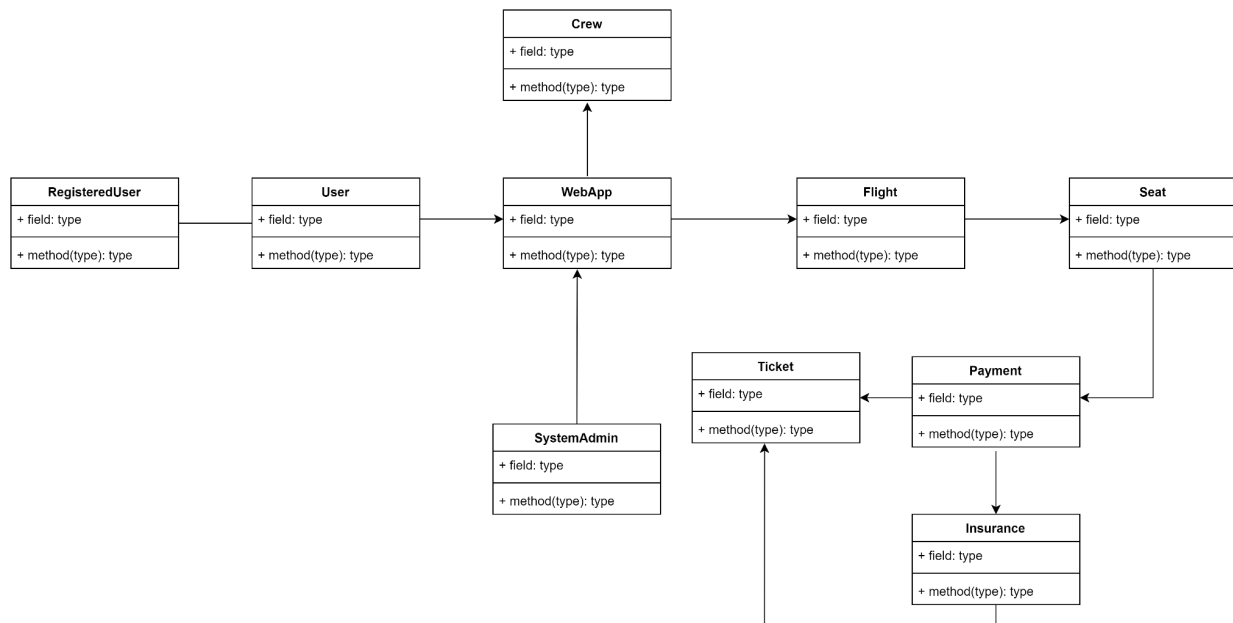 Crew
+ field: type
+ method(type): type
RegisteredUser
+ field: type
+ method(type): type
User
+ field: type
+ method(type): type
WebApp
+ field: type
+ method(type): type
Flight
+ field: type
+ method(type): type
Seat
+ field: type
+ method(type): type
Ticket
+ field: type
+ method(type): type
Payment
+ field: type
+ method(type): type
SystemAdmin
+ field: type
+ method(type): type
Insurance
+ field: type
+ method(type): type